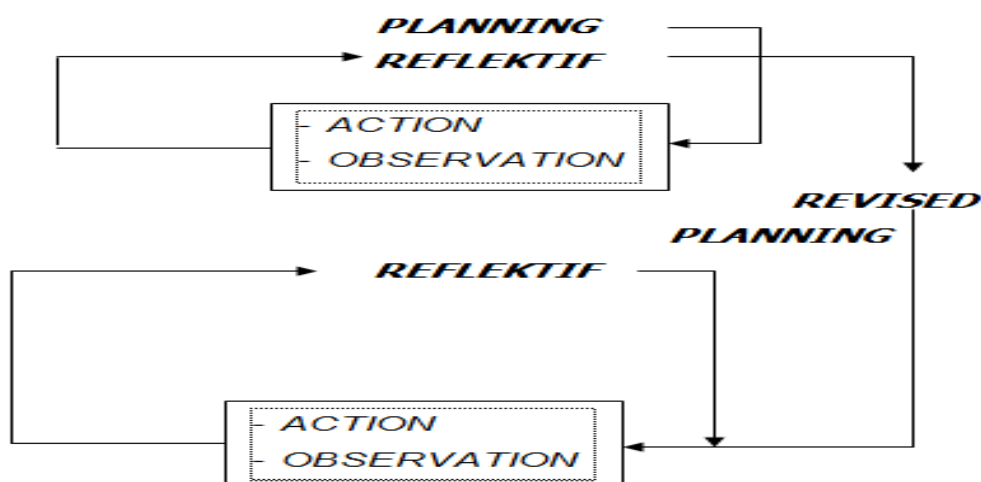 PLANNING
REFLEKTIF
- ACTION
- OBSERVATION
REVISED
PLANNING
REFLEKTIF
- ACTION
- OBSERVATION